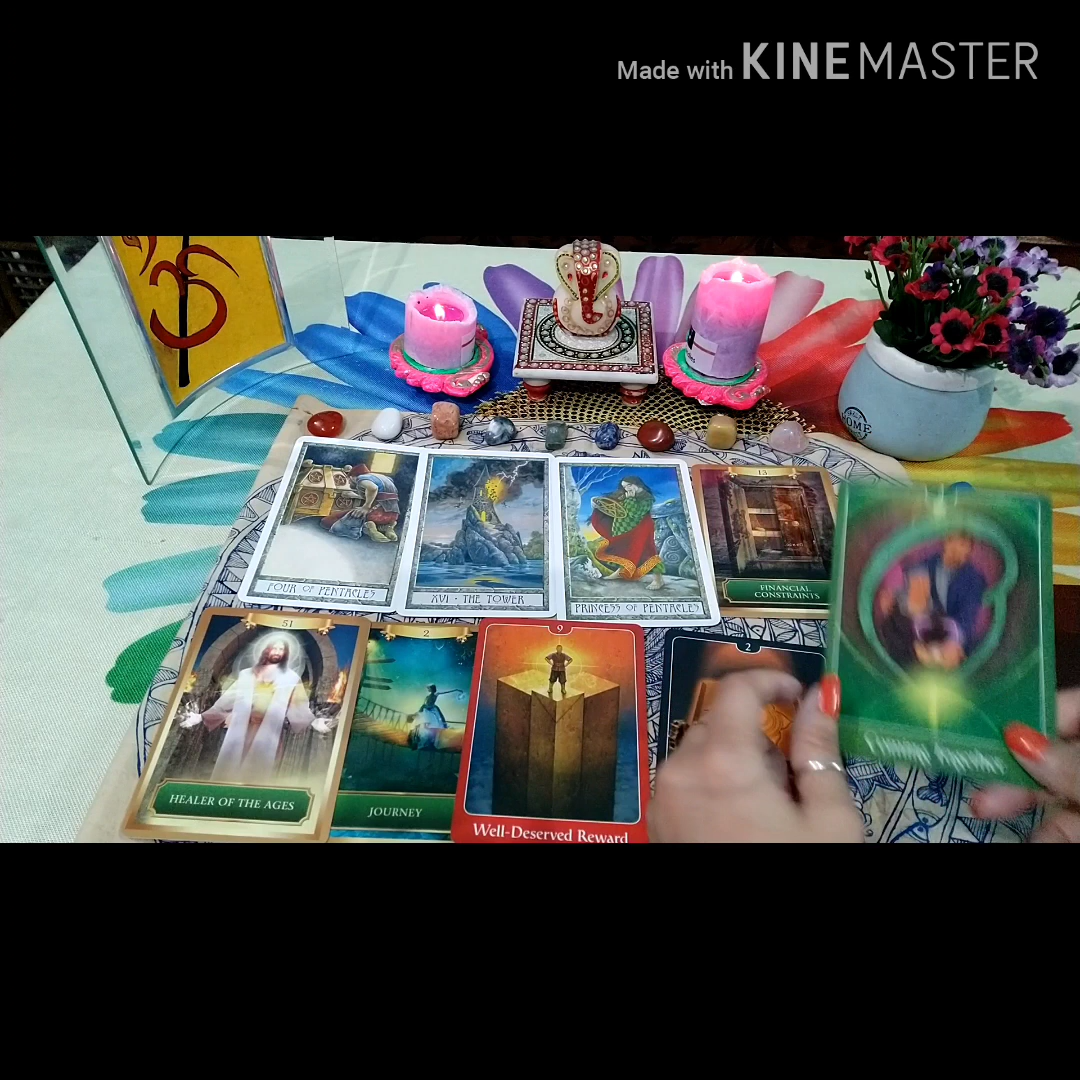 Made with KINEMASTER
ॐ
HOME
FOUR OF PENTACLES
XVI · THE TOWER
PRINCESS OF PENTACLES
13
FINANCIAL
CONSTRAINTS
51
HEALER OF THE AGES
2
JOURNEY
9
Well-Deserved Reward
2